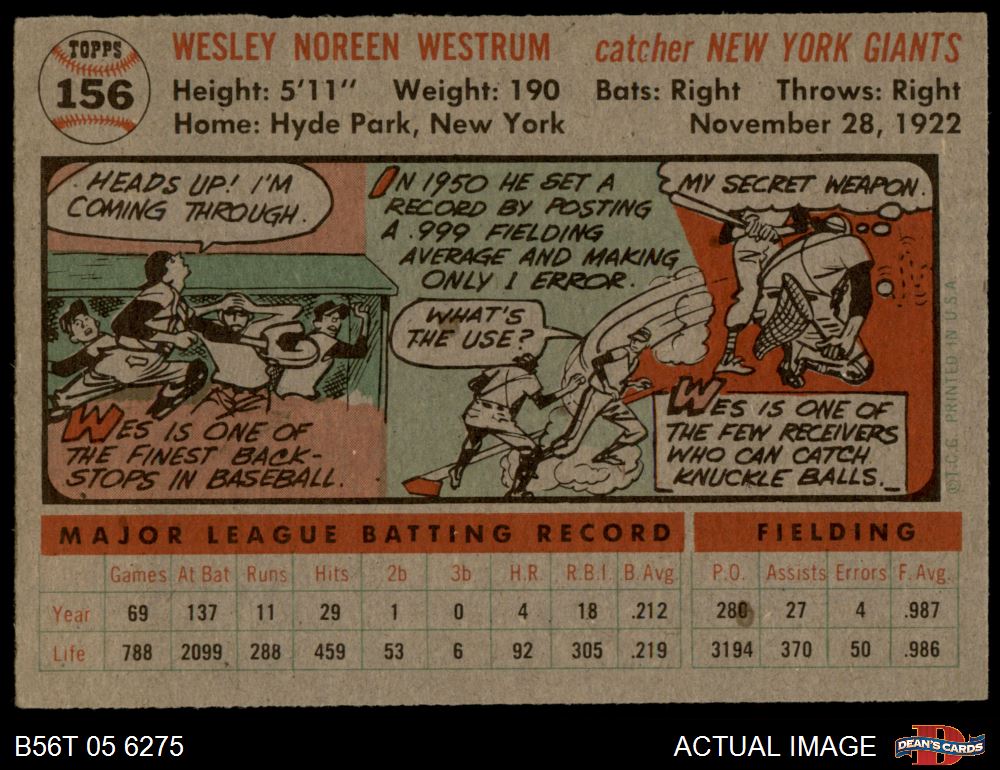 TOPPS
156
WESLEY NOREEN WESTRUM catcher NEW YORK GIANTS
Height: 5'11" Weight: 190 Bats: Right Throws: Right
Home: Hyde Park, New York November 28, 1922
HEADS UP! I'M
COMING THROUGH.
WES IS ONE OF
THE FINEST BACK-
STOPS IN BASEBALL.
IN 1950 HE SET A
RECORD BY POSTING
A .999 FIELDING
AVERAGE AND MAKING
ONLY 1 ERROR.
WHAT'S
THE USE?
MY SECRET WEAPON.
WES IS ONE OF
THE FEW RECEIVERS
WHO CAN CATCH
KNUCKLE BALLS.
© T.C.G. PRINTED IN U.S.A.
MAJOR LEAGUE BATTING RECORD FIELDING
Games At Bat Runs Hits 2b 3b H.R. R.B.I. B.Avg. P.O. Assists Errors F. Avg.
Year 69 137 11 29 1 0 4 18 .212 280 27 4 .987
Life 788 2099 288 459 53 6 92 305 .219 3194 370 50 .986
B56T 05 6275 ACTUAL IMAGE
D
DEAN'S CARDS